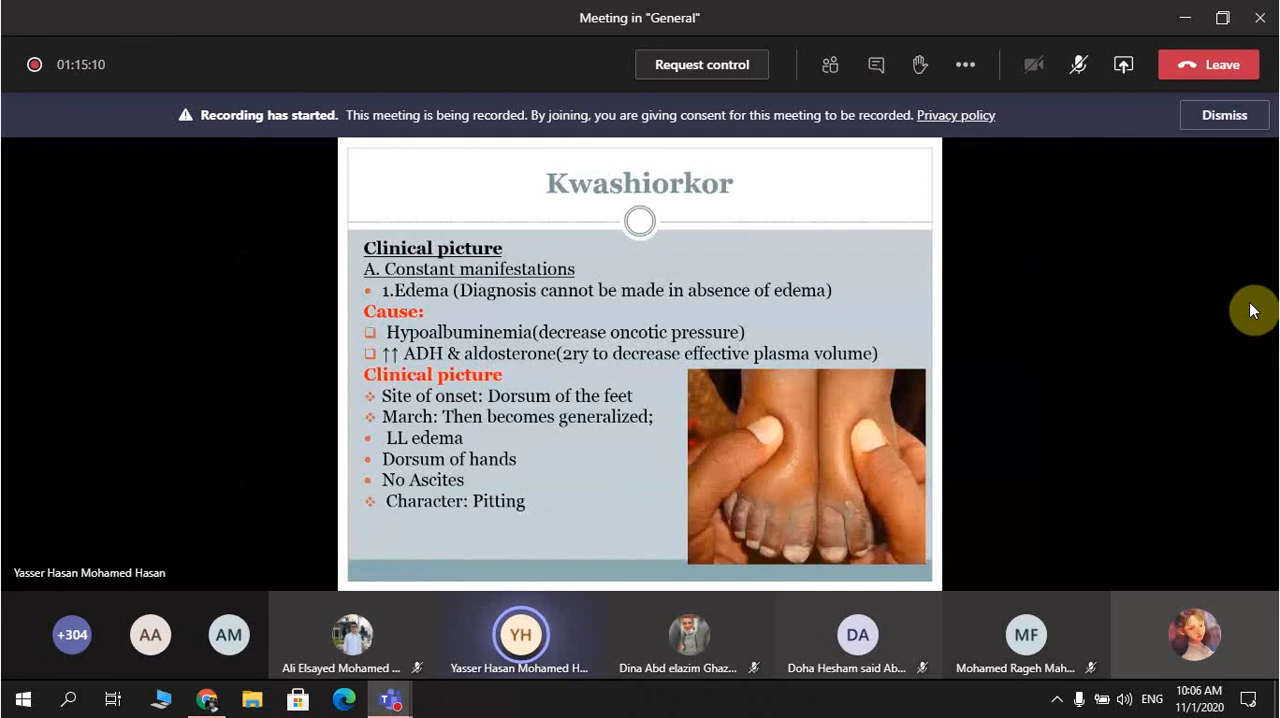 Meeting in "General"
01:15:10
Request control
Leave
Recording has started. This meeting is being recorded. By joining, you are giving consent for this meeting to be recorded. Privacy policy
Dismiss
Kwashiorkor
Clinical picture
A. Constant manifestations
1.Edema (Diagnosis cannot be made in absence of edema)
Cause:
Hypoalbuminemia(decrease oncotic pressure)
↑↑ ADH & aldosterone(2ry to decrease effective plasma volume)
Clinical picture
Site of onset: Dorsum of the feet
March: Then becomes generalized;
LL edema
Dorsum of hands
No Ascites
Character: Pitting
Yasser Hasan Mohamed Hasan
+304
AA
AM
YH
DA
MF
Ali Elsayed Mohamed ...
Yasser Hasan Mohamed H...
Dina Abd elazim Ghaz...
Doha Hesham said Ab...
Mohamed Rageh Mah...
ENG
10:06 AM
11/1/2020